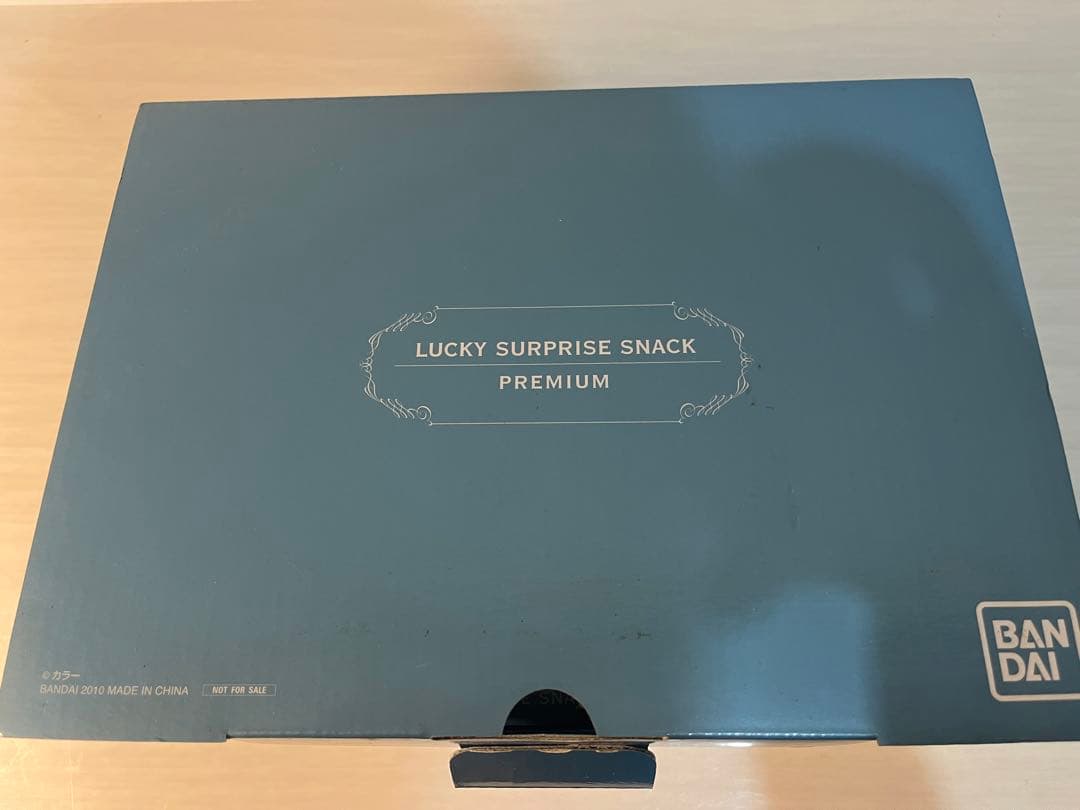 LUCKY SURPRISE SNACK
PREMIUM
© カラー
BANDAI 2010 MADE IN CHINA NOT FOR SALE
BAN
DAI